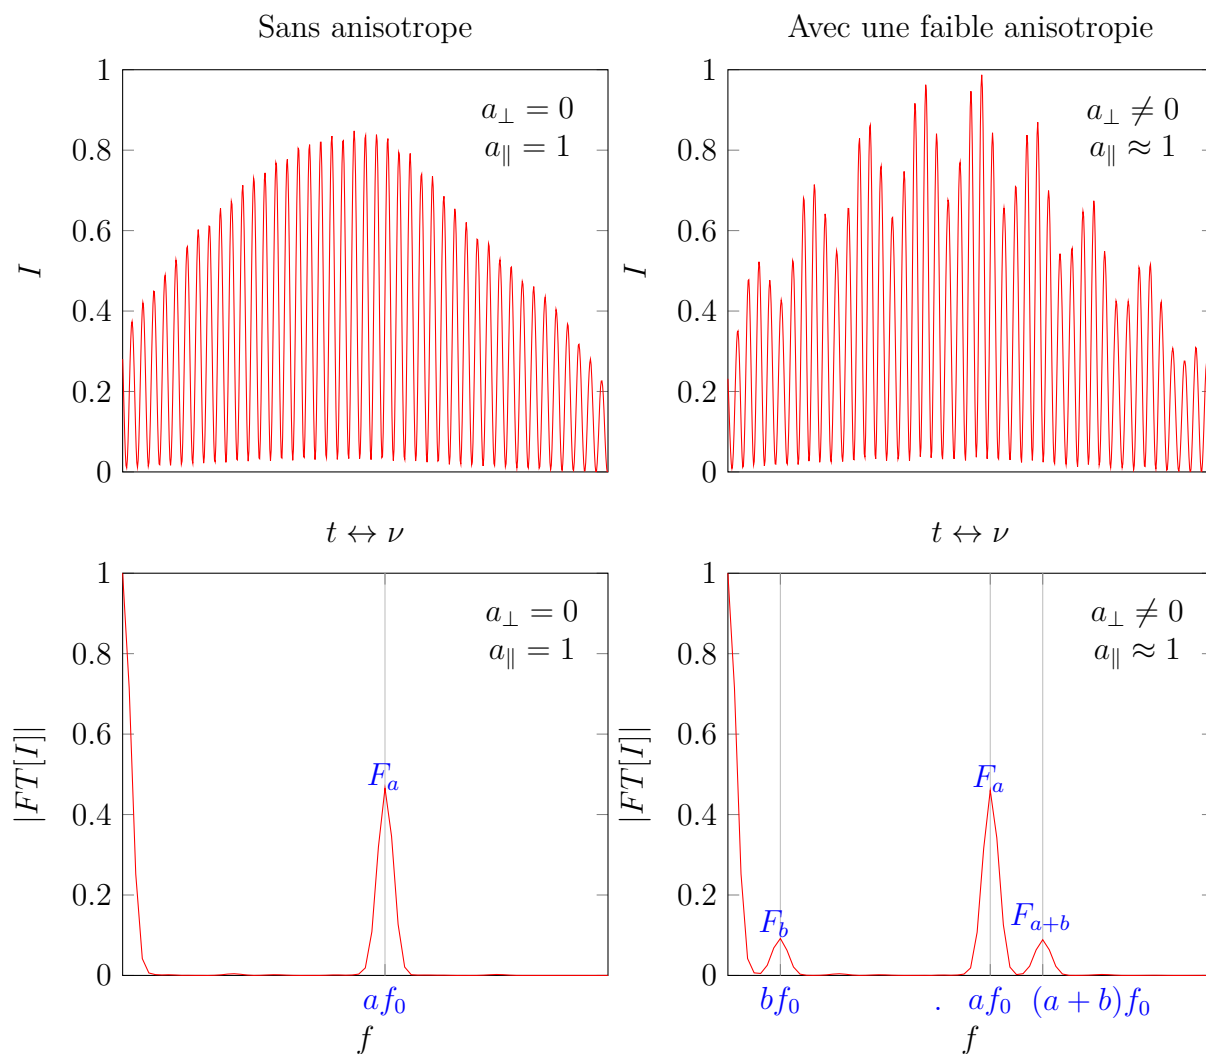 Sans anisotrope
Avec une faible anisotropie
1
0.8
0.6
0.4
0.2
0
I
a⊥ = 0
a∥ = 1
1
0.8
0.6
0.4
0.2
0
I
a⊥ ≠ 0
a∥ ≈ 1
t ↔ ν
t ↔ ν
1
0.8
0.6
0.4
0.2
0
|FT[I]|
a⊥ = 0
a∥ = 1
Fa
af0
f
1
0.8
0.6
0.4
0.2
0
|FT[I]|
a⊥ ≠ 0
a∥ ≈ 1
Fb
Fa
Fa+b
bf0 . af0 (a + b)f0
f